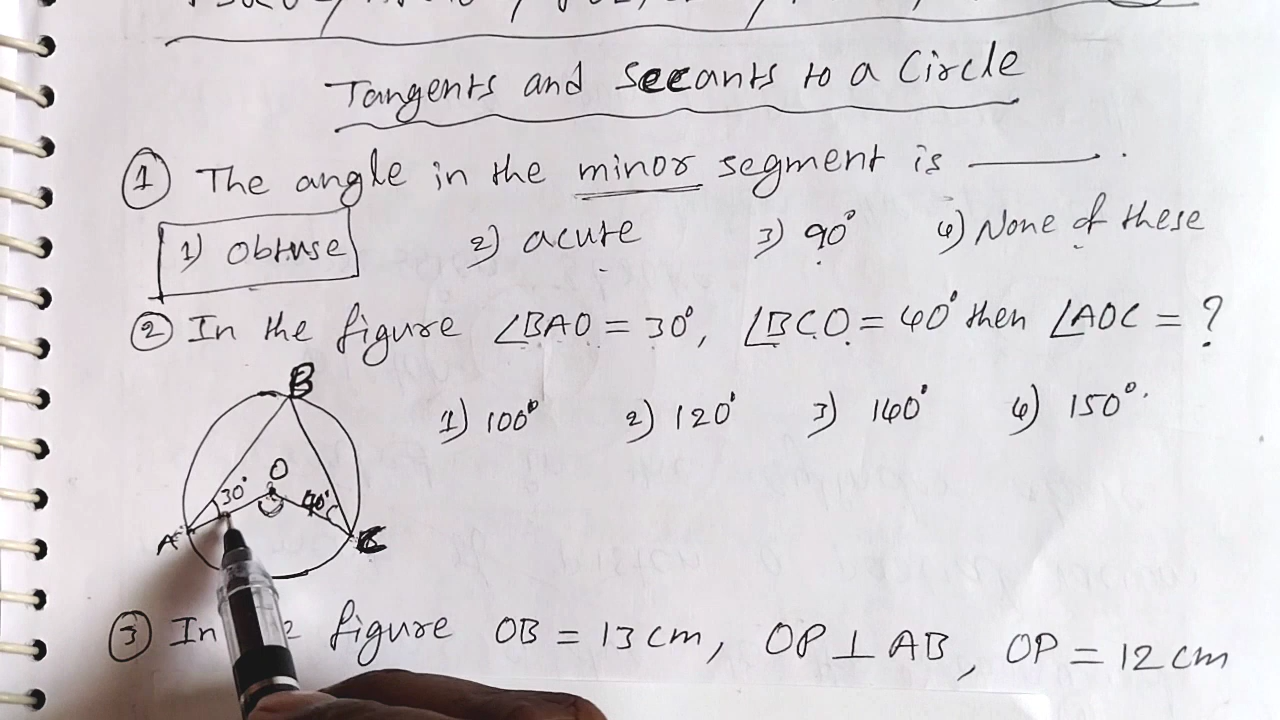 Tangents and Secants to a Circle
① The angle in the minor segment is ———.
1) Obtuse 2) acute 3) 90° 4) None of these
② In the figure ∠BAO = 30°, ∠BCO = 40° then ∠AOC = ?
B
1) 100° 2) 120° 3) 140° 4) 150°.
O
30° 40°
A C
③ In figure OB = 13 cm, OP ⊥ AB, OP = 12 cm